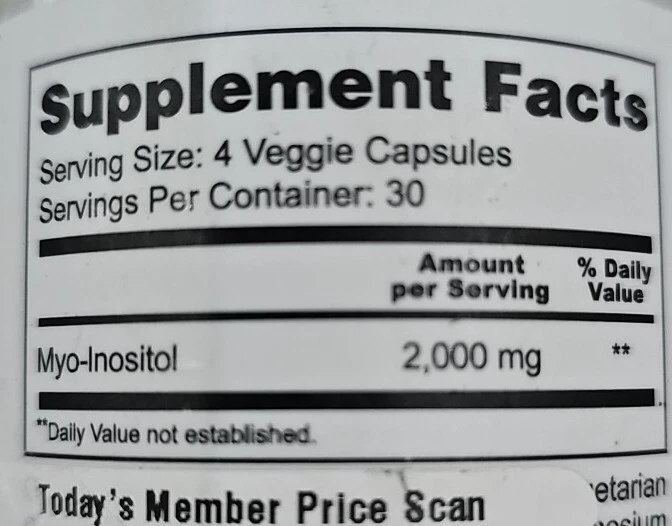 Supplement Facts
Serving Size: 4 Veggie Capsules
Servings Per Container: 30
Amount per Serving % Daily Value
Myo-Inositol 2,000 mg **
**Daily Value not established.
Today's Member Price Scan
etarian